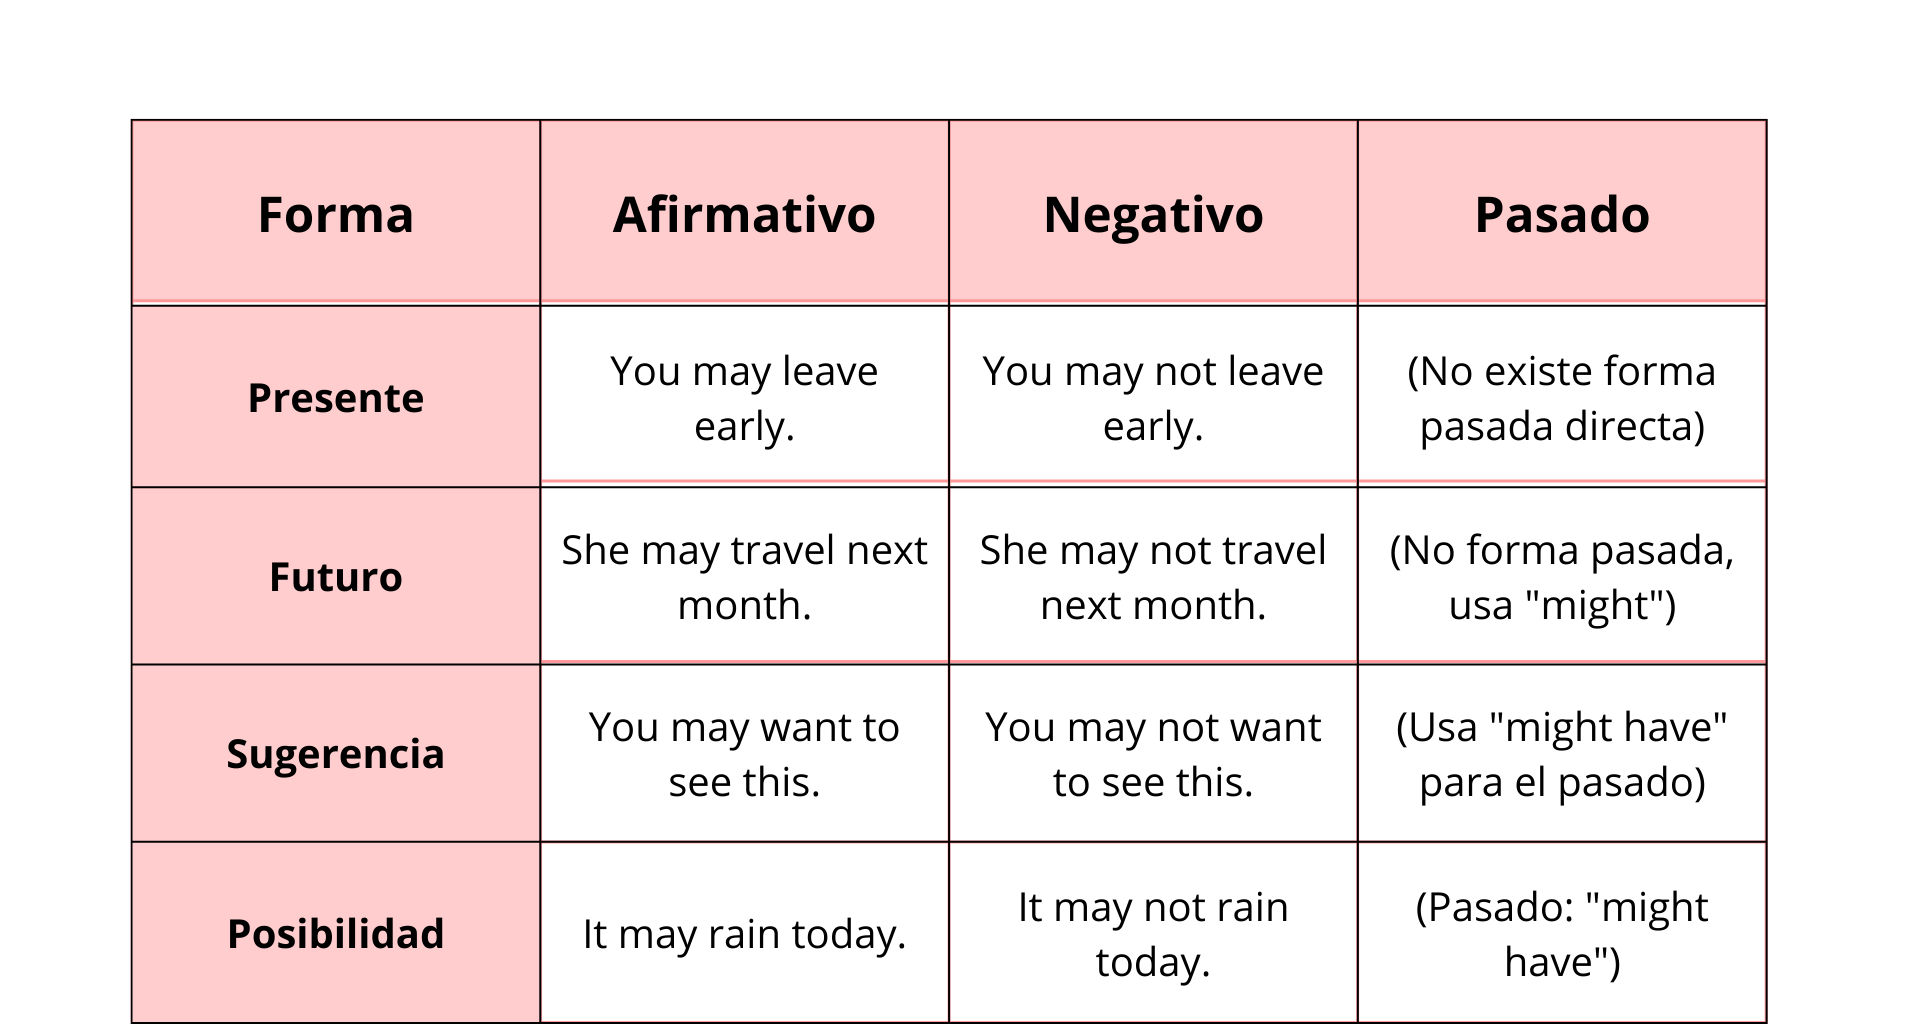 Forma Afirmativo Negativo Pasado
Presente
You may leave
early.
You may not leave
early.
(No existe forma
pasada directa)
Futuro
She may travel next
month.
She may not travel
next month.
(No forma pasada,
usa "might")
Sugerencia
You may want to
see this.
You may not want
to see this.
(Usa "might have"
para el pasado)
Posibilidad
It may rain today.
It may not rain
today.
(Pasado: "might
have")